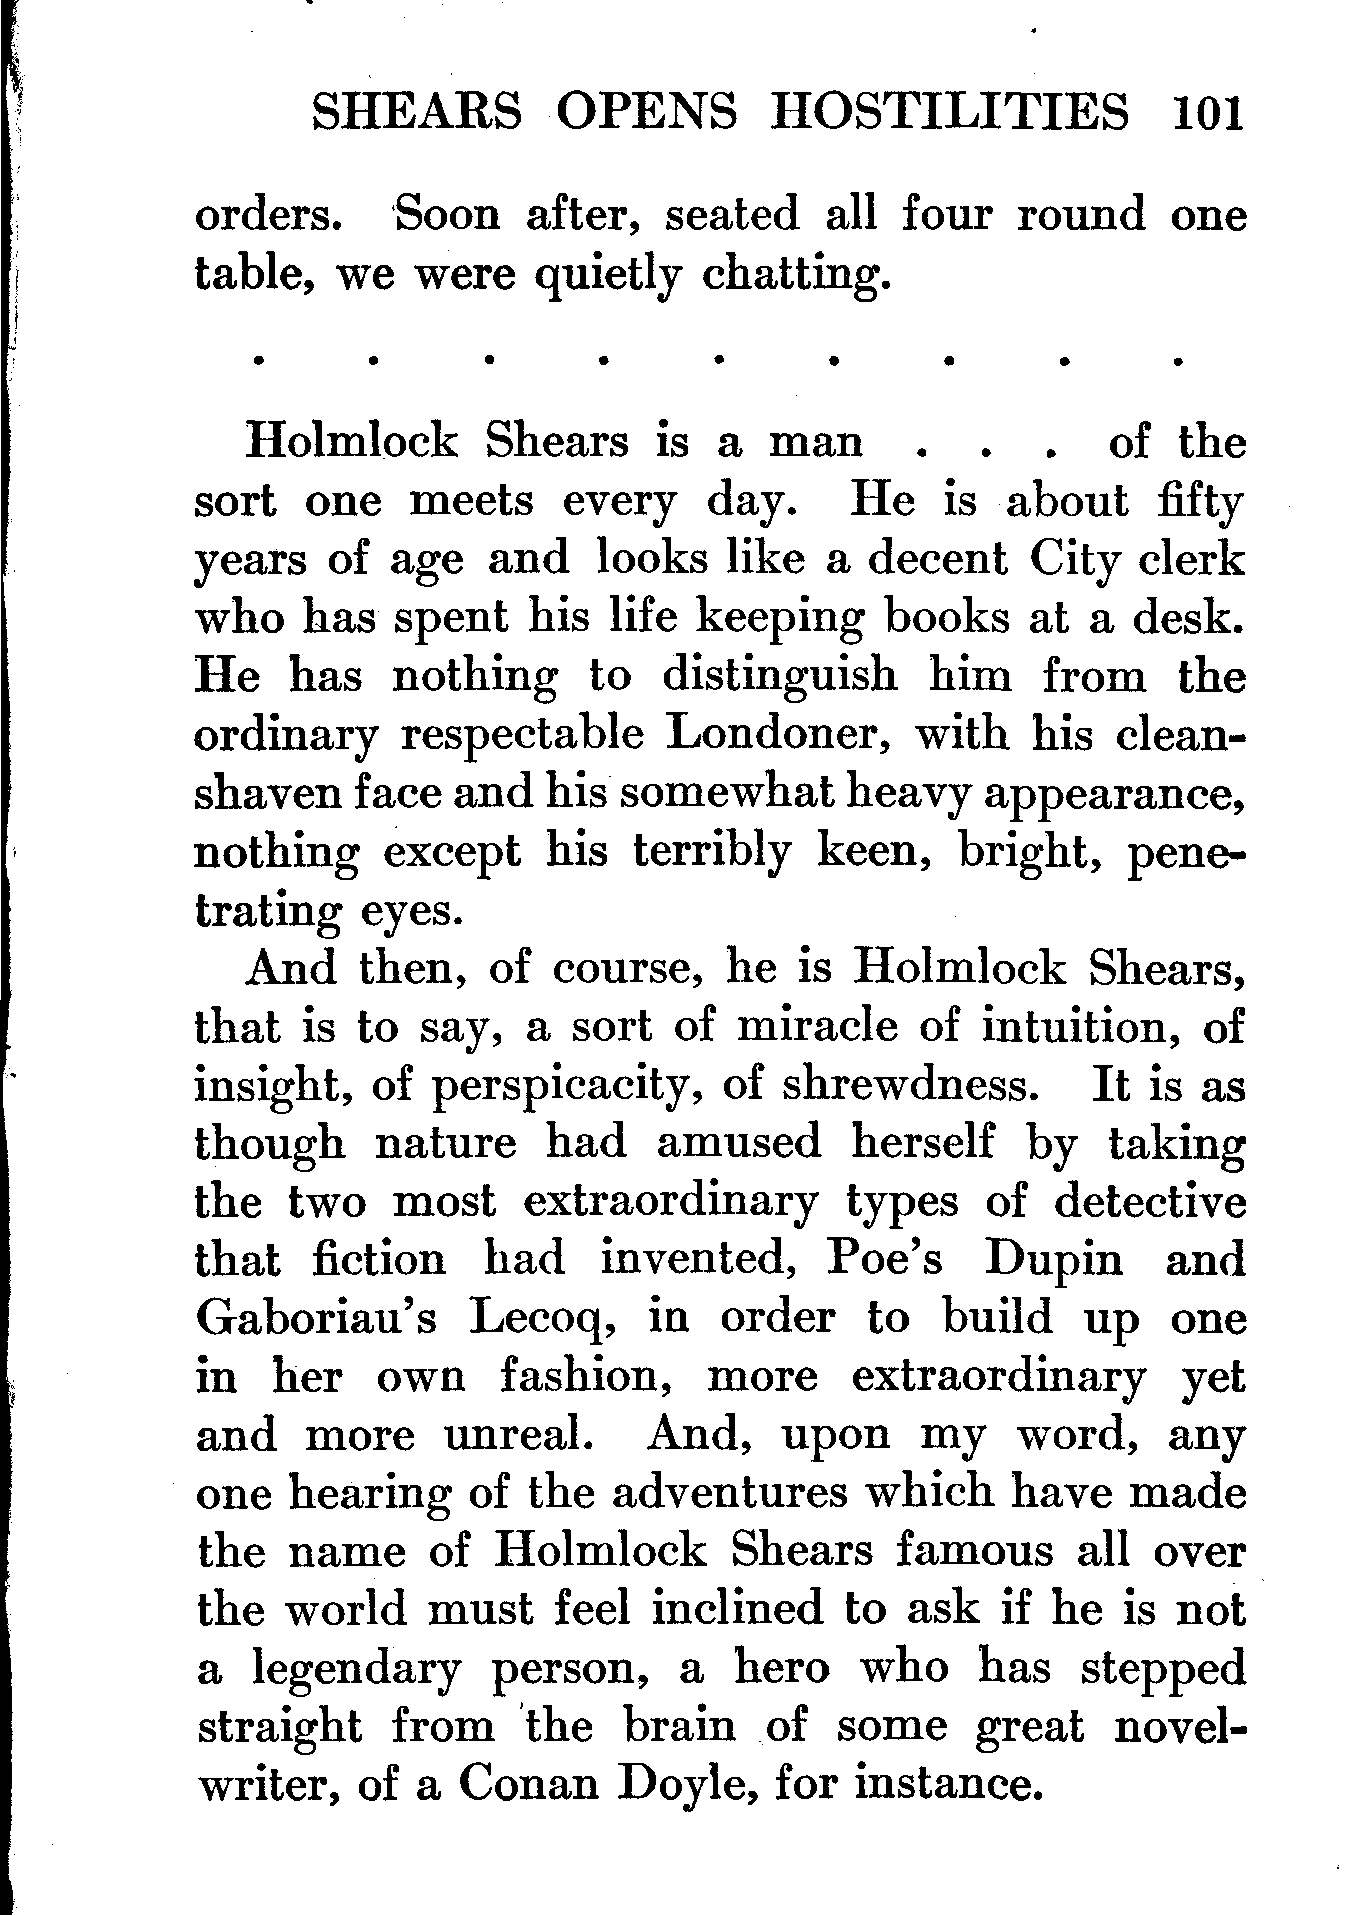 SHEARS OPENS HOSTILITIES 101
orders. Soon after, seated all four round one
table, we were quietly chatting.
. . . . . . . . .
Holmlock Shears is a man . . . of the
sort one meets every day. He is about fifty
years of age and looks like a decent City clerk
who has spent his life keeping books at a desk.
He has nothing to distinguish him from the
ordinary respectable Londoner, with his clean-
shaven face and his somewhat heavy appearance,
nothing except his terribly keen, bright, pene-
trating eyes.
And then, of course, he is Holmlock Shears,
that is to say, a sort of miracle of intuition, of
insight, of perspicacity, of shrewdness. It is as
though nature had amused herself by taking
the two most extraordinary types of detective
that fiction had invented, Poe's Dupin and
Gaboriau's Lecoq, in order to build up one
in her own fashion, more extraordinary yet
and more unreal. And, upon my word, any
one hearing of the adventures which have made
the name of Holmlock Shears famous all over
the world must feel inclined to ask if he is not
a legendary person, a hero who has stepped
straight from the brain of some great novel-
writer, of a Conan Doyle, for instance.